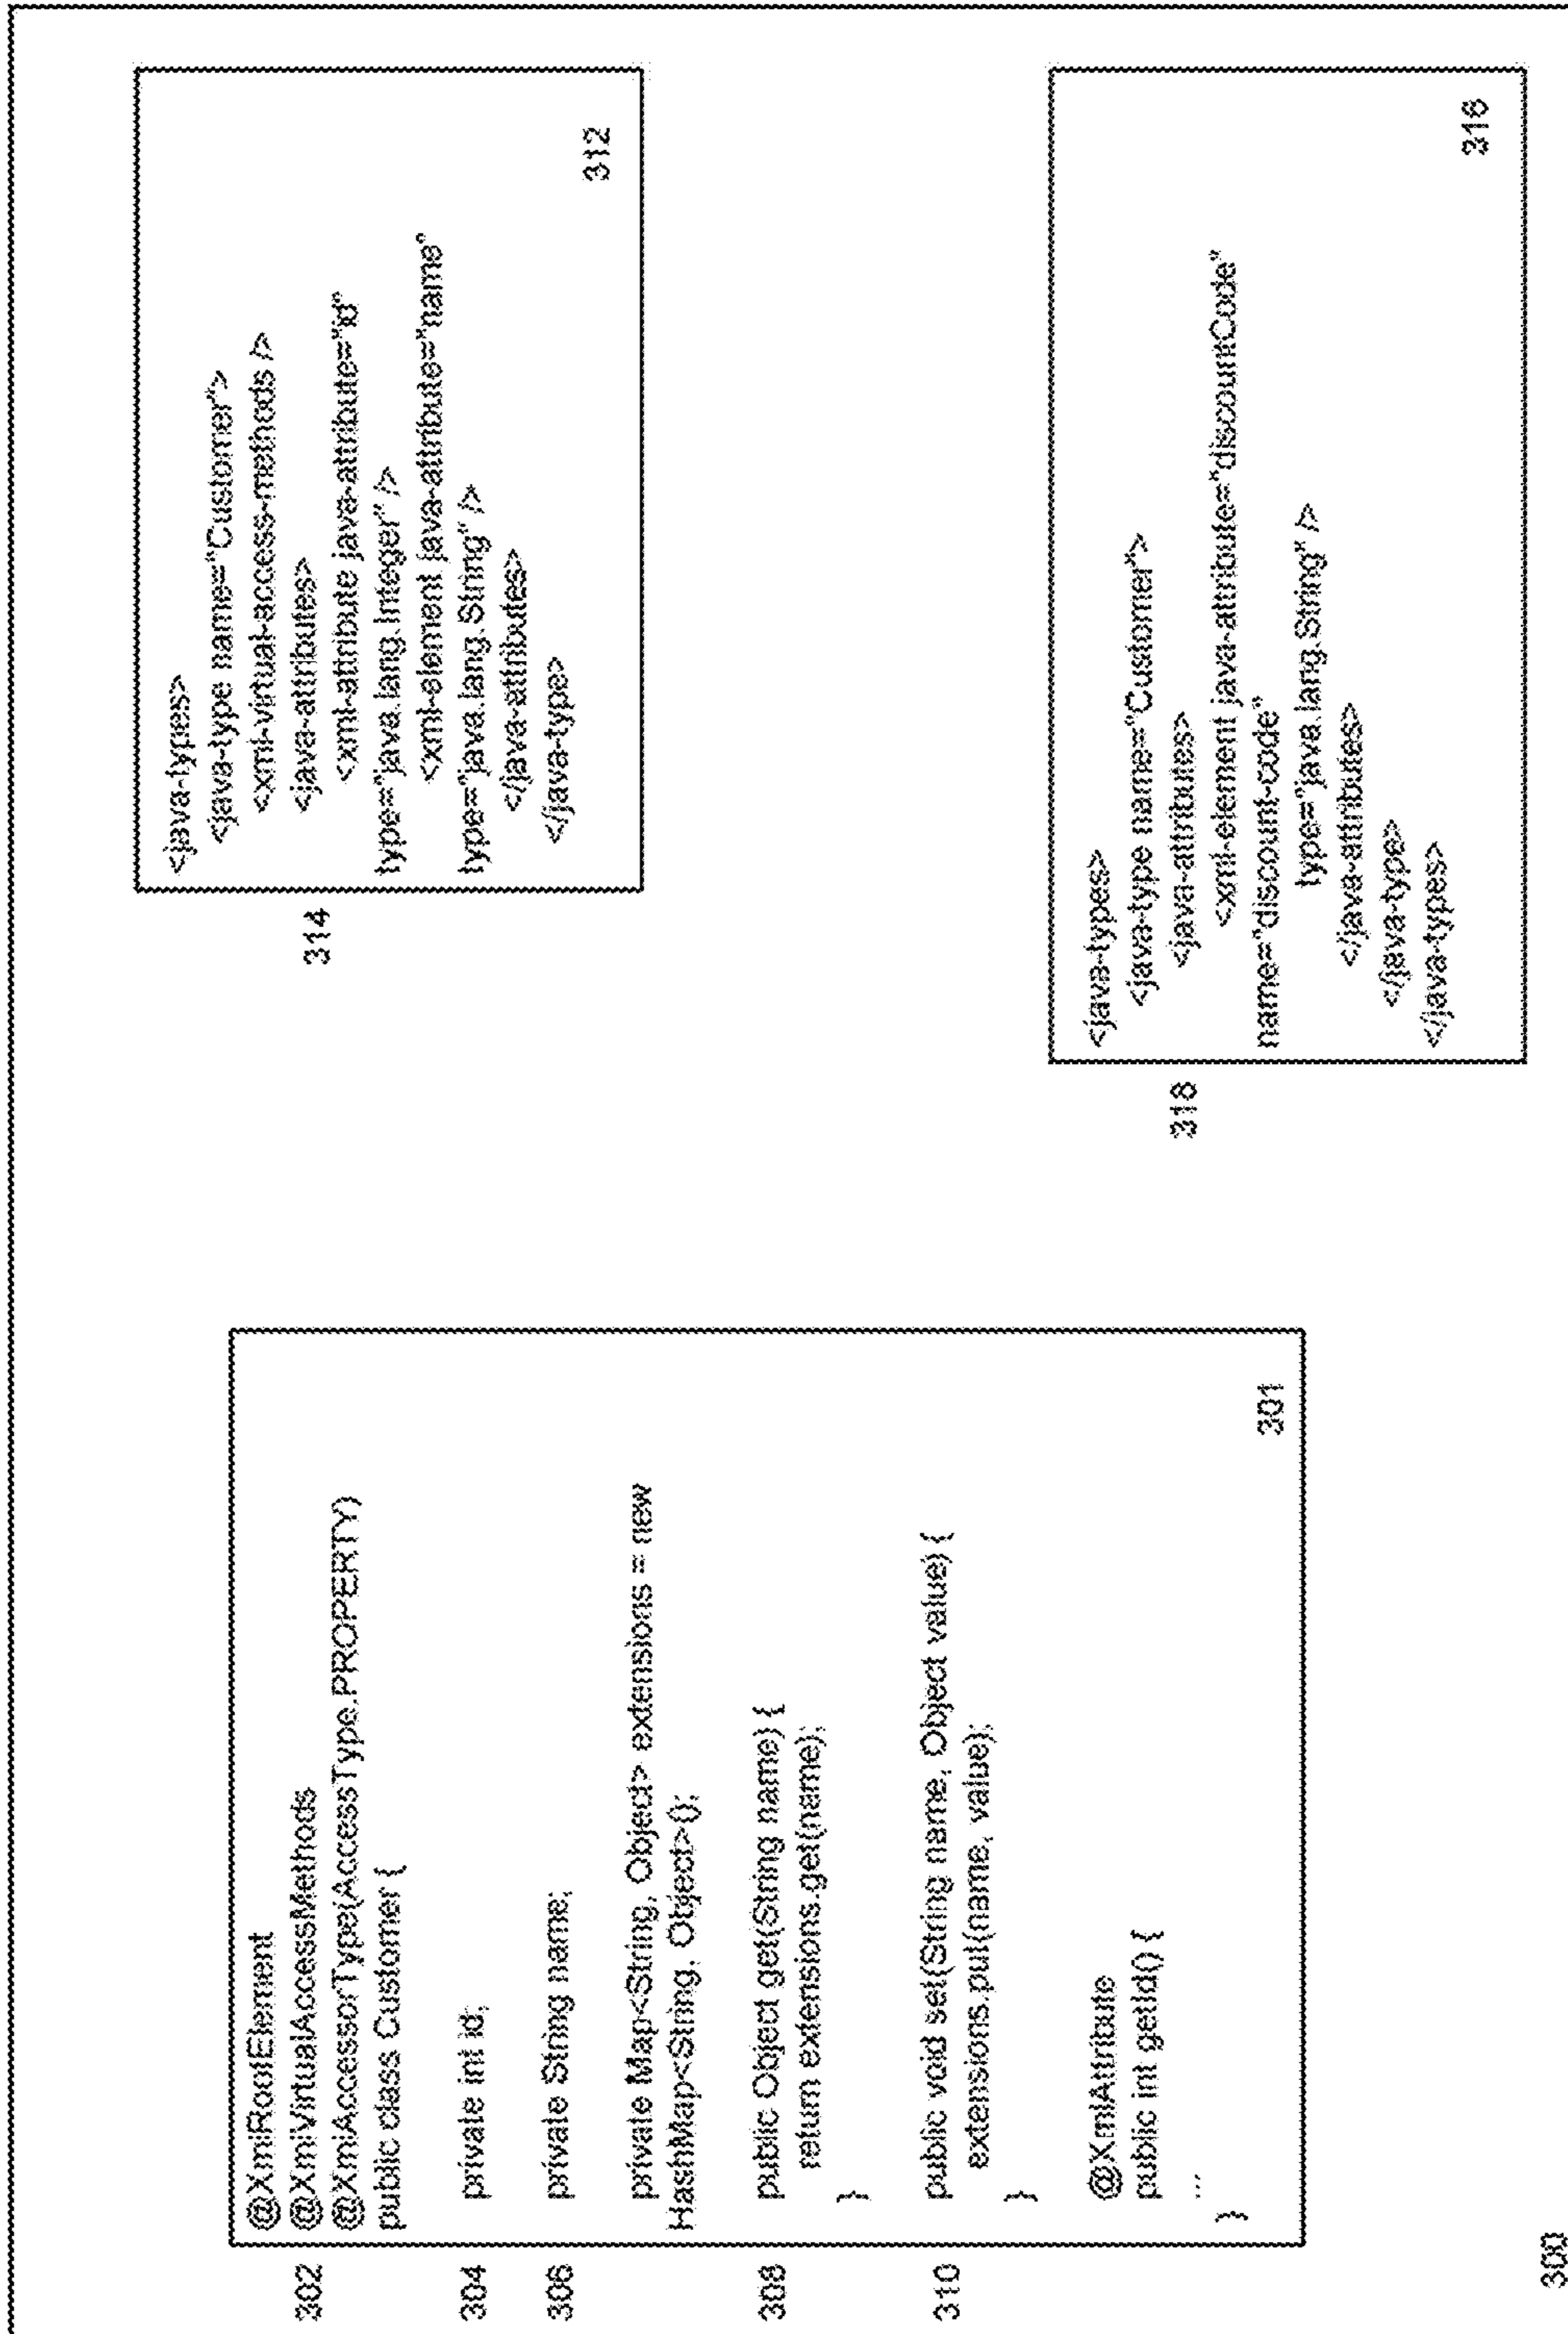 302
304
306
308
310
@XmlRootElement
@XmlVirtualAccessMethods
@XmlAccessorType(AccessType.PROPERTY)
public class Customer {
private int id;
private String name;
private Map<String, Object> extensions = new
HashMap<String, Object>();
public Object get(String name) {
return extensions.get(name);
}
public void set(String name, Object value) {
extensions.put(name, value);
}
@XmlAttribute
public int getId() {
...
}
301
314
<java-types>
<java-type name="Customer">
<xml-virtual-access-methods />
<java-attributes>
<xml-attribute java-attribute="id"
type="java.lang.Integer" />
<xml-element java-attribute="name"
type="java.lang.String" />
</java-attributes>
</java-type>
312
318
<java-types>
<java-type name="Customer">
<java-attributes>
<xml-element java-attribute="discountCode"
name="discount-code"
type="java.lang.String" />
</java-attributes>
</java-type>
</java-types>
316
300